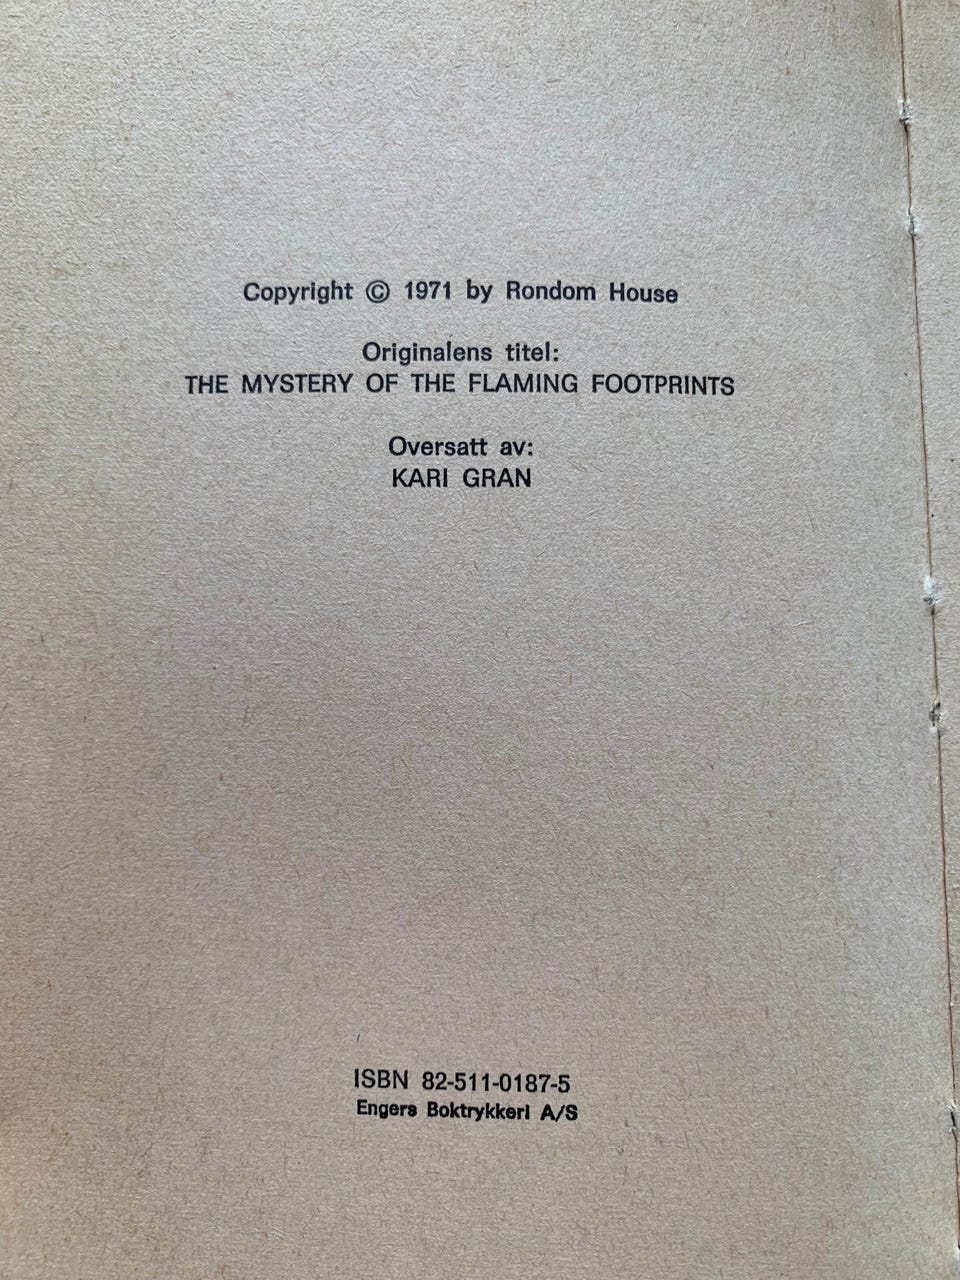 Copyright © 1971 by Rondom House
Originalens titel:
THE MYSTERY OF THE FLAMING FOOTPRINTS
Oversatt av:
KARI GRAN
ISBN 82-511-0187-5
Engers Boktrykkeri A/S